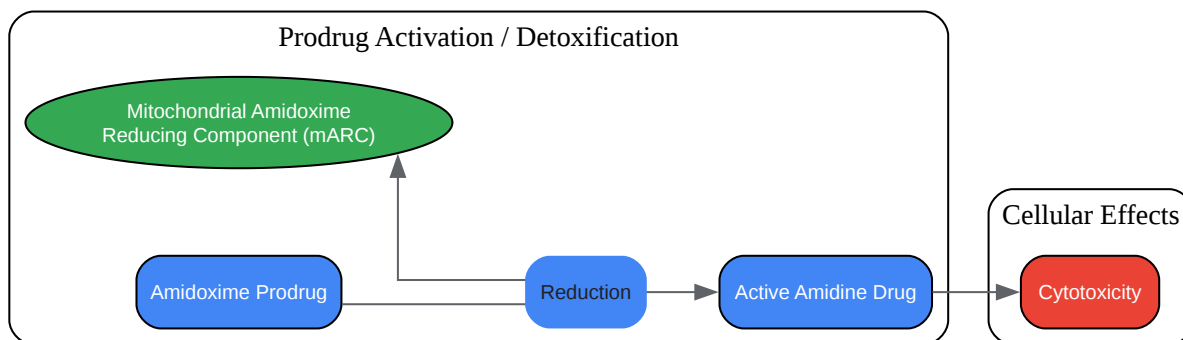 Prodrug Activation / Detoxification
Mitochondrial Amidoxime
Reducing Component (mARC)
Cellular Effects
Amidoxime Prodrug
Reduction
Active Amidine Drug
Cytotoxicity